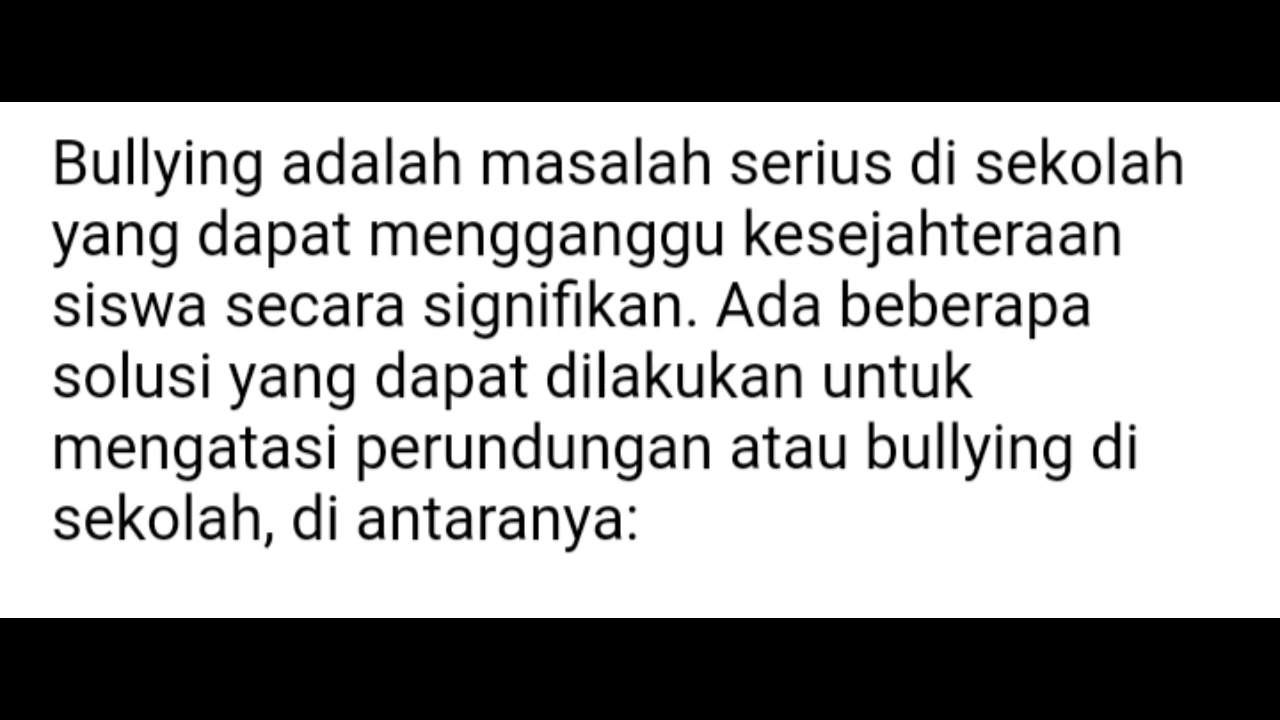 Bullying adalah masalah serius di sekolah
yang dapat mengganggu kesejahteraan
siswa secara signifikan. Ada beberapa
solusi yang dapat dilakukan untuk
mengatasi perundungan atau bullying di
sekolah, di antaranya: